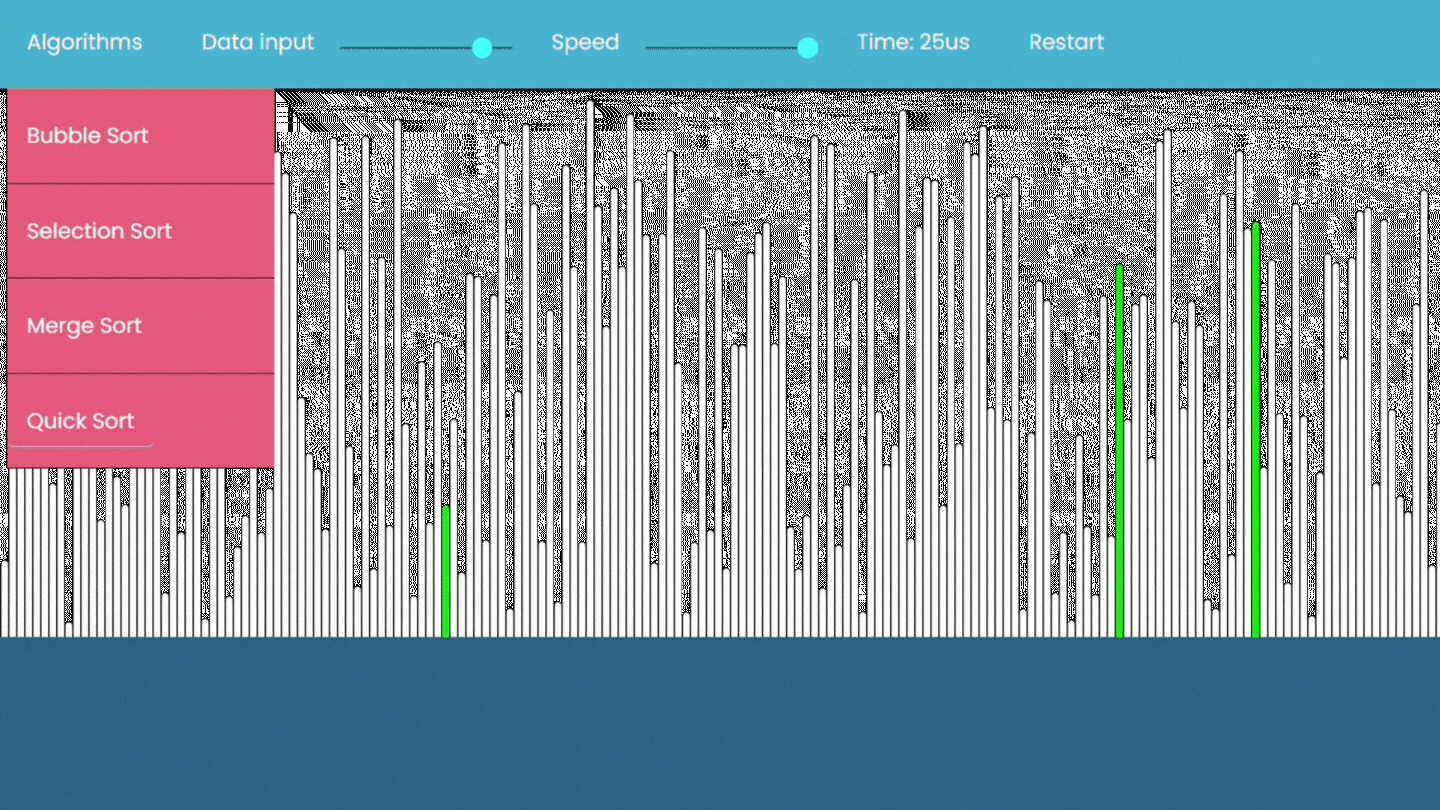 Algorithms Data input Speed Time: 25us Restart
Bubble Sort
Selection Sort
Merge Sort
Quick Sort